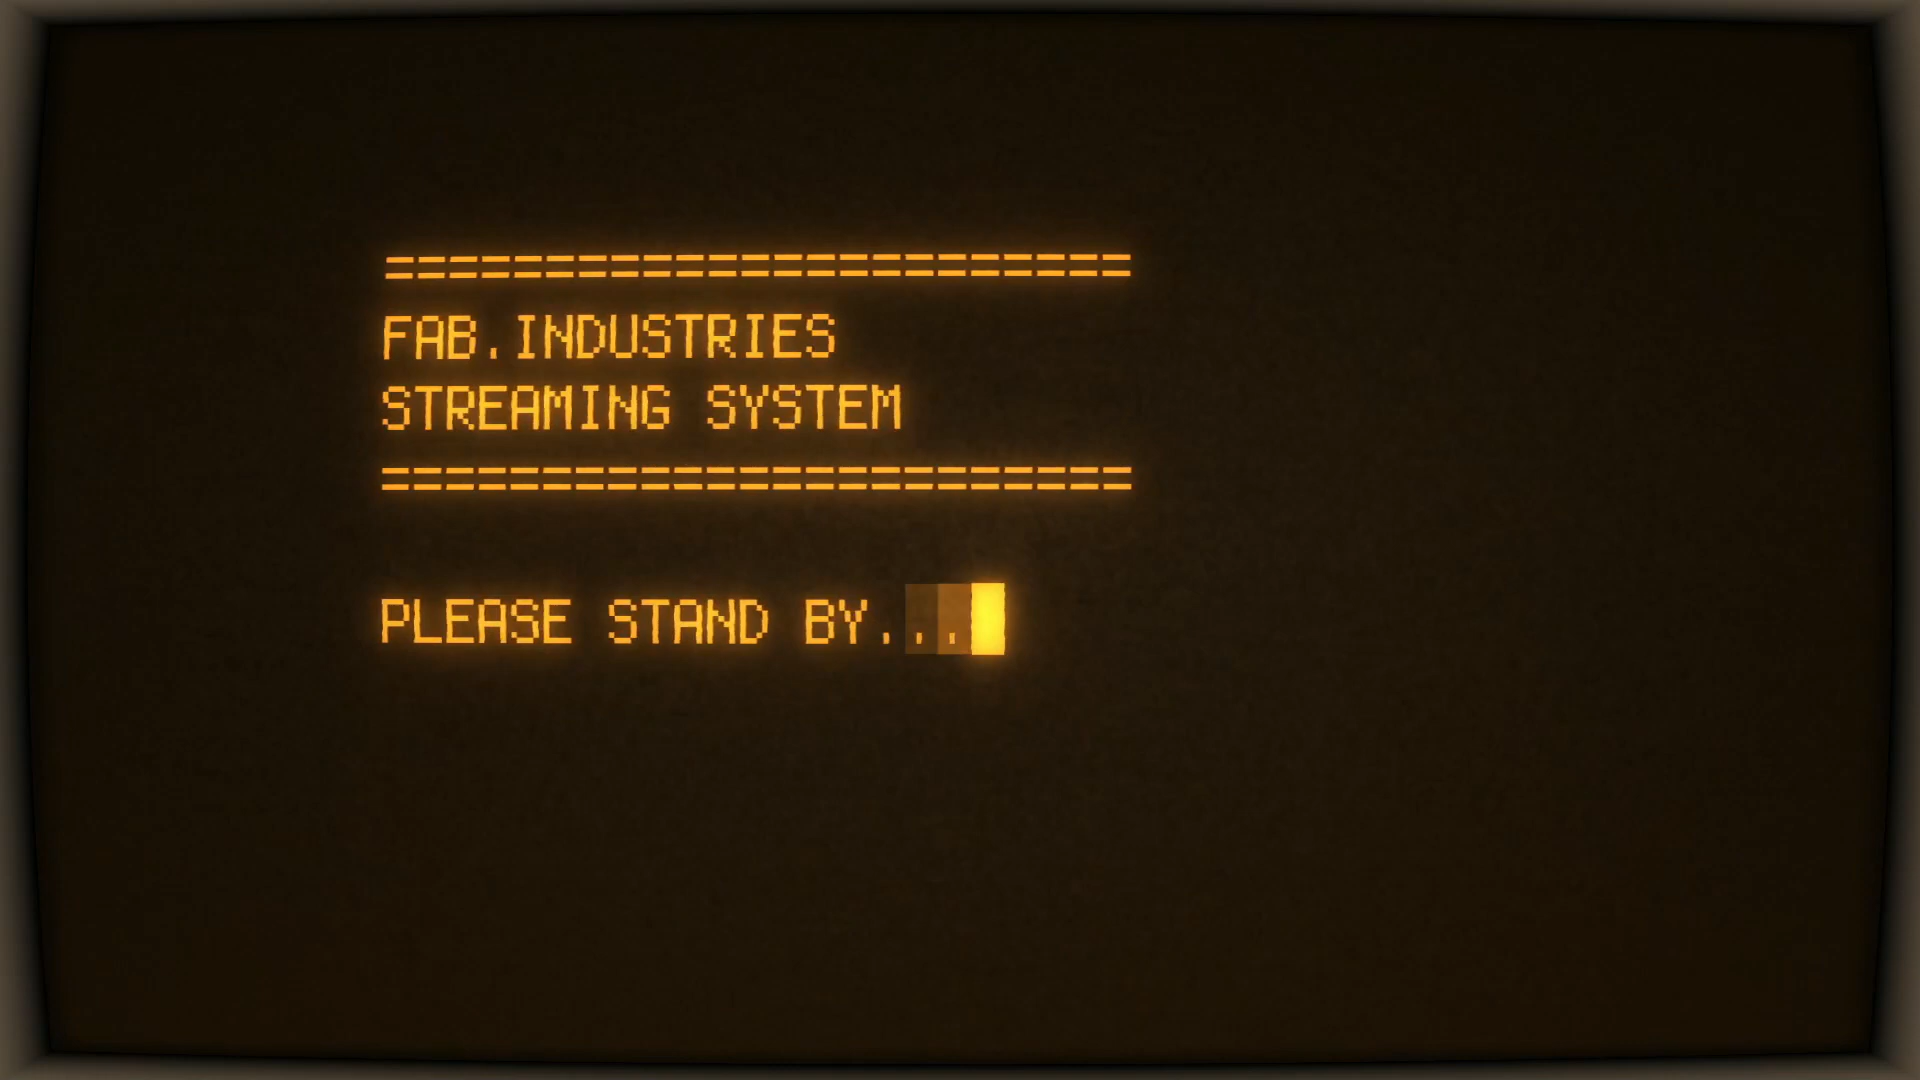 =======================
FAB.INDUSTRIES
STREAMING SYSTEM
=======================
PLEASE STAND BY...